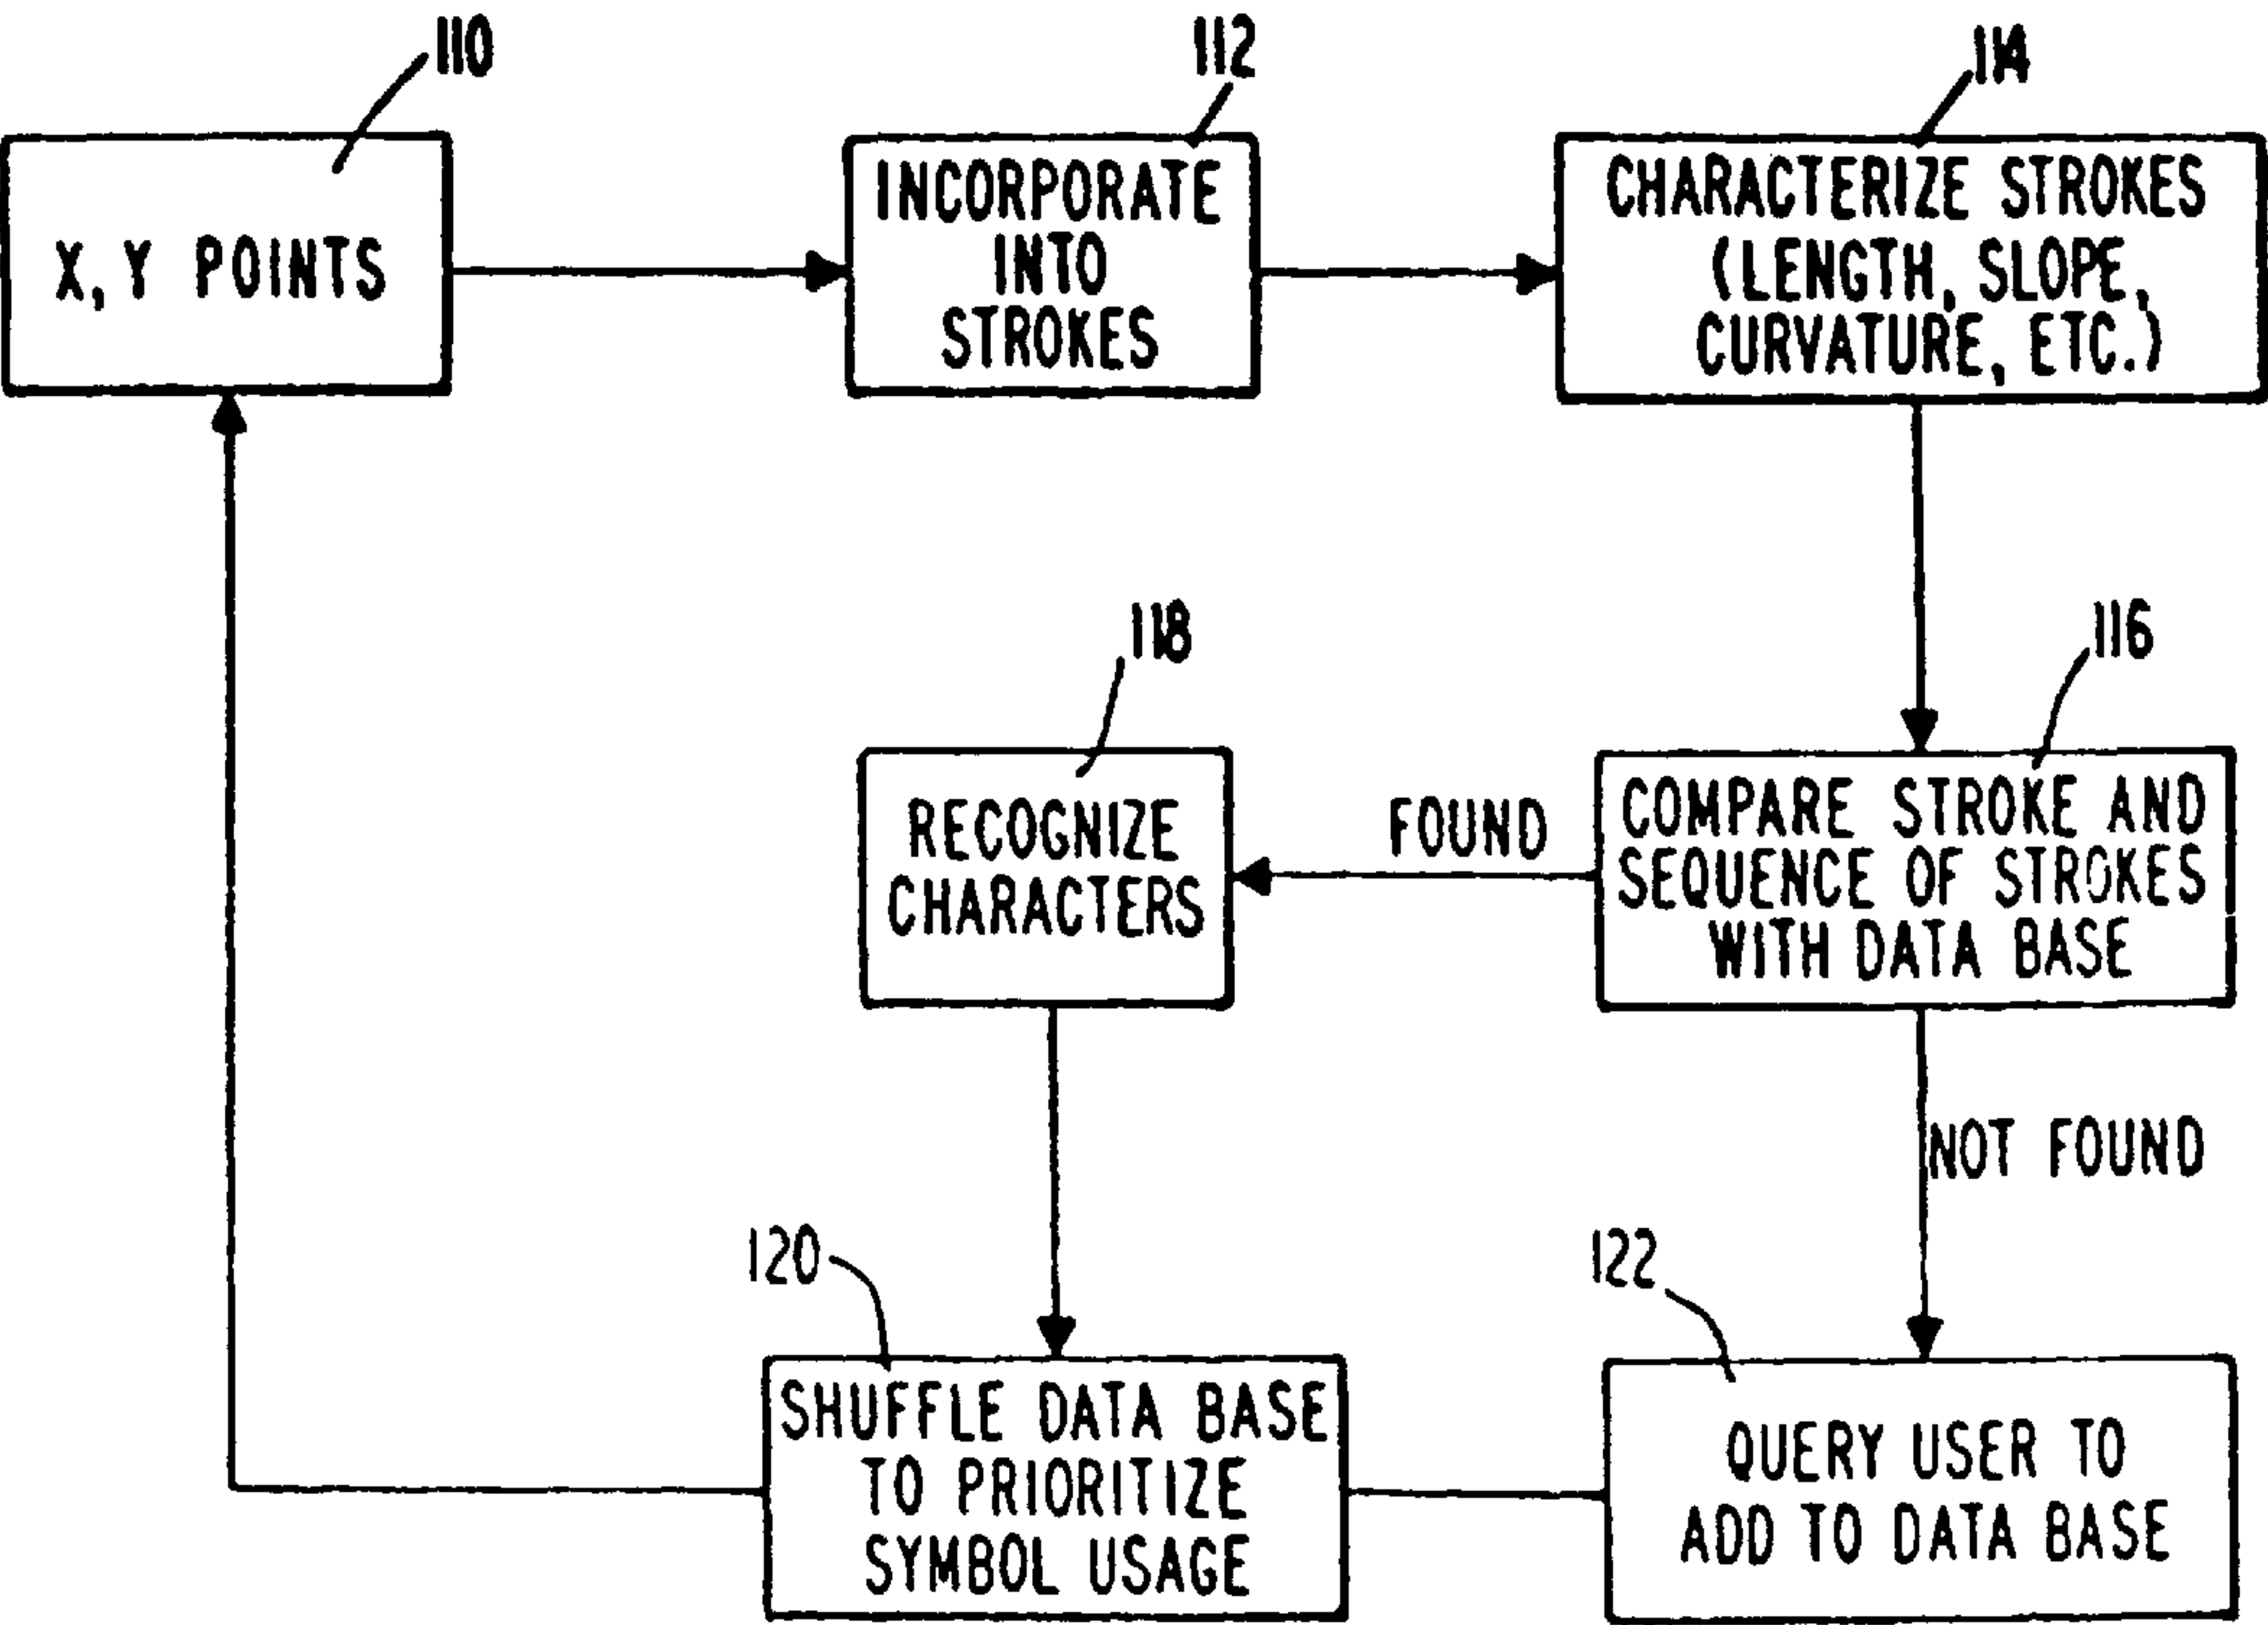 110
X, Y POINTS
112
INCORPORATE
INTO
STROKES
114
CHARACTERIZE STROKES
(LENGTH, SLOPE,
CURVATURE, ETC.)
118
RECOGNIZE
CHARACTERS
FOUND
116
COMPARE STROKE AND
SEQUENCE OF STROKES
WITH DATA BASE
NOT FOUND
120
SHUFFLE DATA BASE
TO PRIORITIZE
SYMBOL USAGE
122
QUERY USER TO
ADD TO DATA BASE